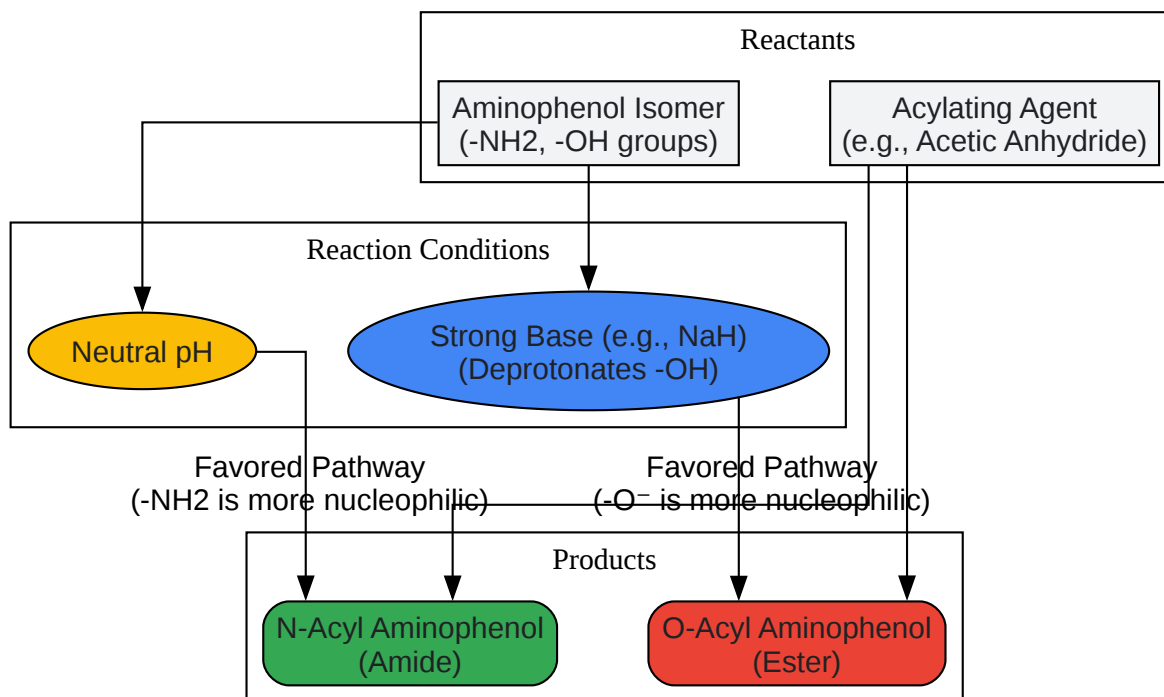 Reactants
Aminophenol Isomer
(-NH2, -OH groups)
Acylating Agent
(e.g., Acetic Anhydride)
Reaction Conditions
Neutral pH
Strong Base (e.g., NaH)
(Deprotonates -OH)
Favored Pathway
(-NH2 is more nucleophilic)
Favored Pathway
(-O⁻ is more nucleophilic)
Products
N-Acyl Aminophenol
(Amide)
O-Acyl Aminophenol
(Ester)